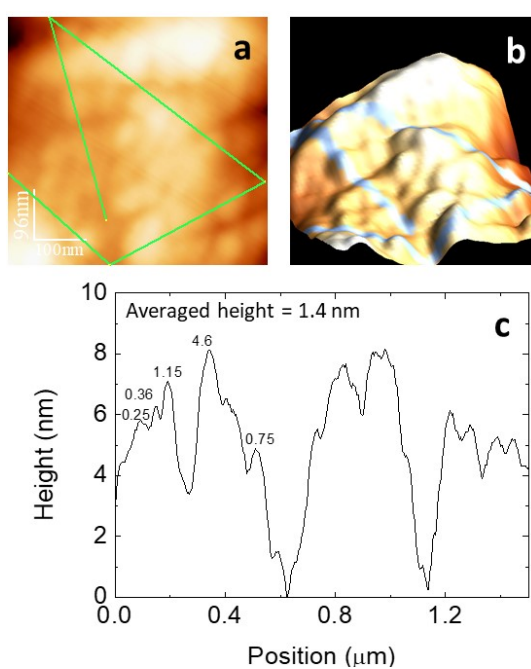 a
b
96nm
100nm
Averaged height = 1.4 nm
c
10
8
6
4
2
0
Height (nm)
4.6
1.15
0.36
0.25
0.75
0.0
0.4
0.8
1.2
Position (μm)